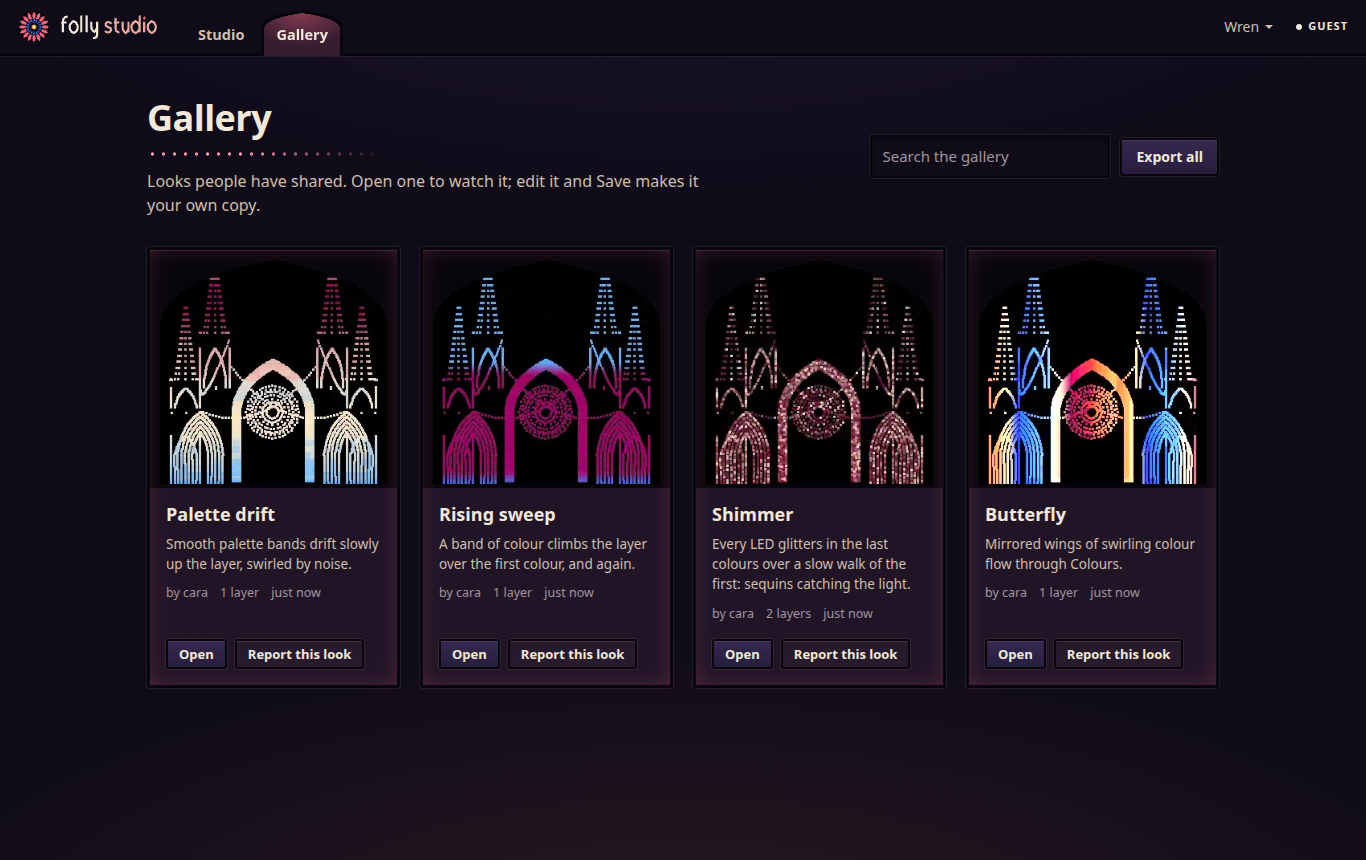 folly studio
Studio
Gallery
Wren
GUEST
Gallery
Looks people have shared. Open one to watch it; edit it and Save makes it
your own copy.
Search the gallery
Export all
Palette drift
Smooth palette bands drift slowly
up the layer, swirled by noise.
by cara 1 layer just now
Open
Report this look
Rising sweep
A band of colour climbs the layer
over the first colour, and again.
by cara 1 layer just now
Open
Report this look
Shimmer
Every LED glitters in the last
colours over a slow walk of the
first: sequins catching the light.
by cara 2 layers just now
Open
Report this look
Butterfly
Mirrored wings of swirling colour
flow through Colours.
by cara 1 layer just now
Open
Report this look